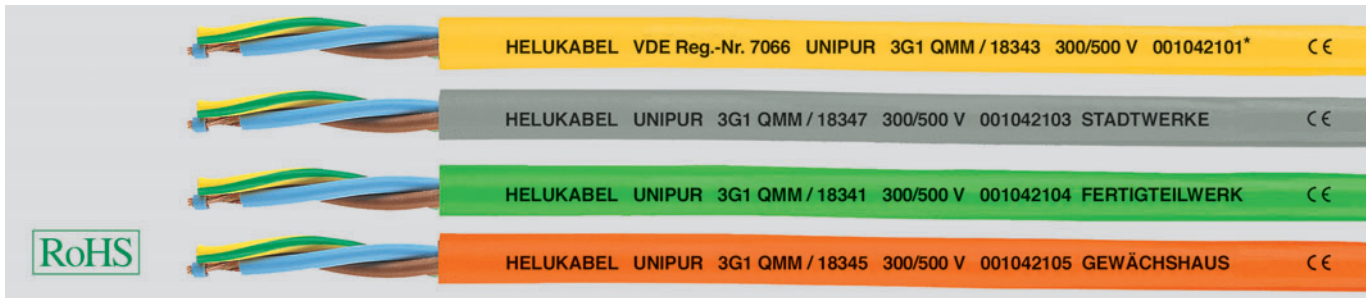 HELUKABEL VDE Reg.-Nr. 7066 UNIPUR 3G1 QMM / 18343 300/500 V 001042101* CE
HELUKABEL UNIPUR 3G1 QMM / 18347 300/500 V 001042103 STADTWERKE CE
HELUKABEL UNIPUR 3G1 QMM / 18341 300/500 V 001042104 FERTIGTEILWERK CE
RoHS
HELUKABEL UNIPUR 3G1 QMM / 18345 300/500 V 001042105 GEWÄCHSHAUS CE